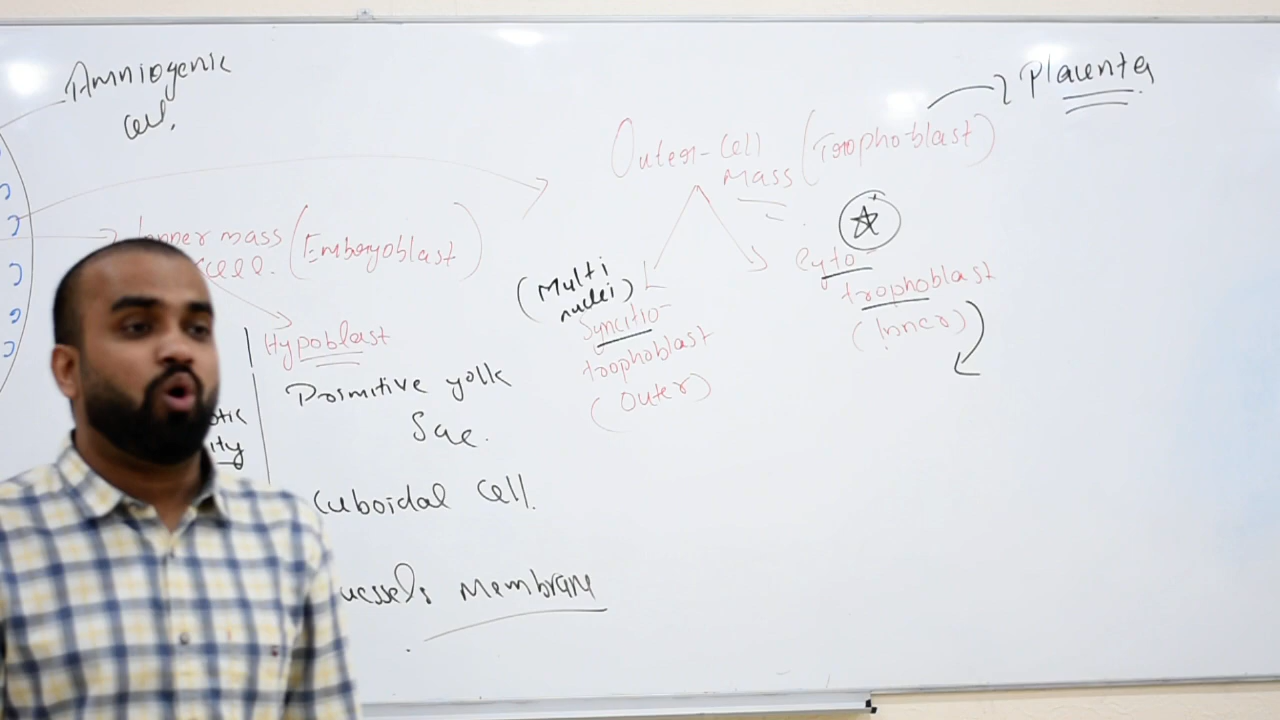 Amniogenic
Cell.
Placenta
Outer-Cell
Mass (Trophoblast)
Inner mass
cell. (Embryoblast)
(Multi
nuclei)
Syncitio-
trophoblast
(Outer)
Cyto
trophoblast
(Inner)
Hypoblast
Primitive yolk
Sac.
Cuboidal Cell.
Membrane